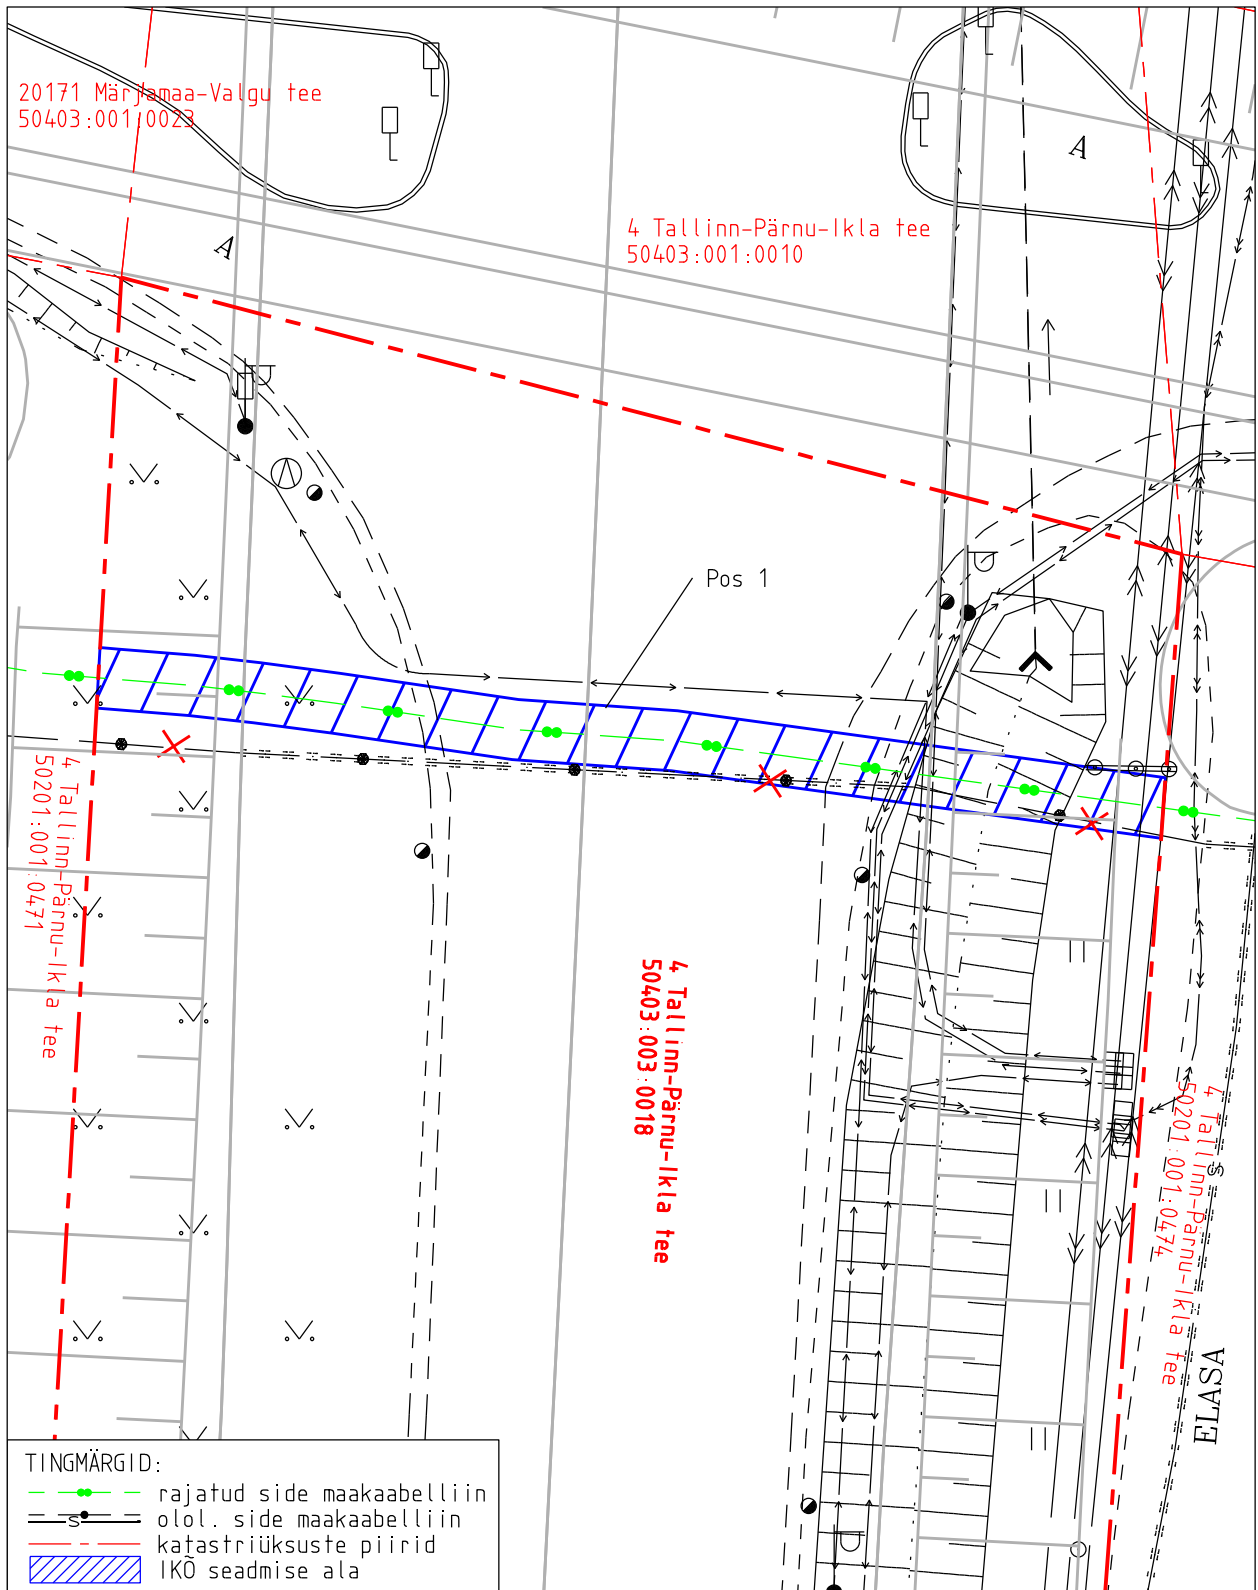 20171 Märjamaa-Valgu tee
50403:001:0023
A
A
4 Tallinn-Pärnu-Ikla tee
50403:001:0010
Pos 1
4 Tallinn-Pärnu-Ikla tee
50201:001:0471
4 Tallinn-Pärnu-Ikla tee
50403:003:0018
4 Tallinn-Pärnu-Ikla tee
50201:001:0474
S
ELASA
TINGMÄRGID:
rajatud side maakaabelliin
S
olol. side maakaabelliin
katastriüksuste piirid
IKÕ seadmise ala